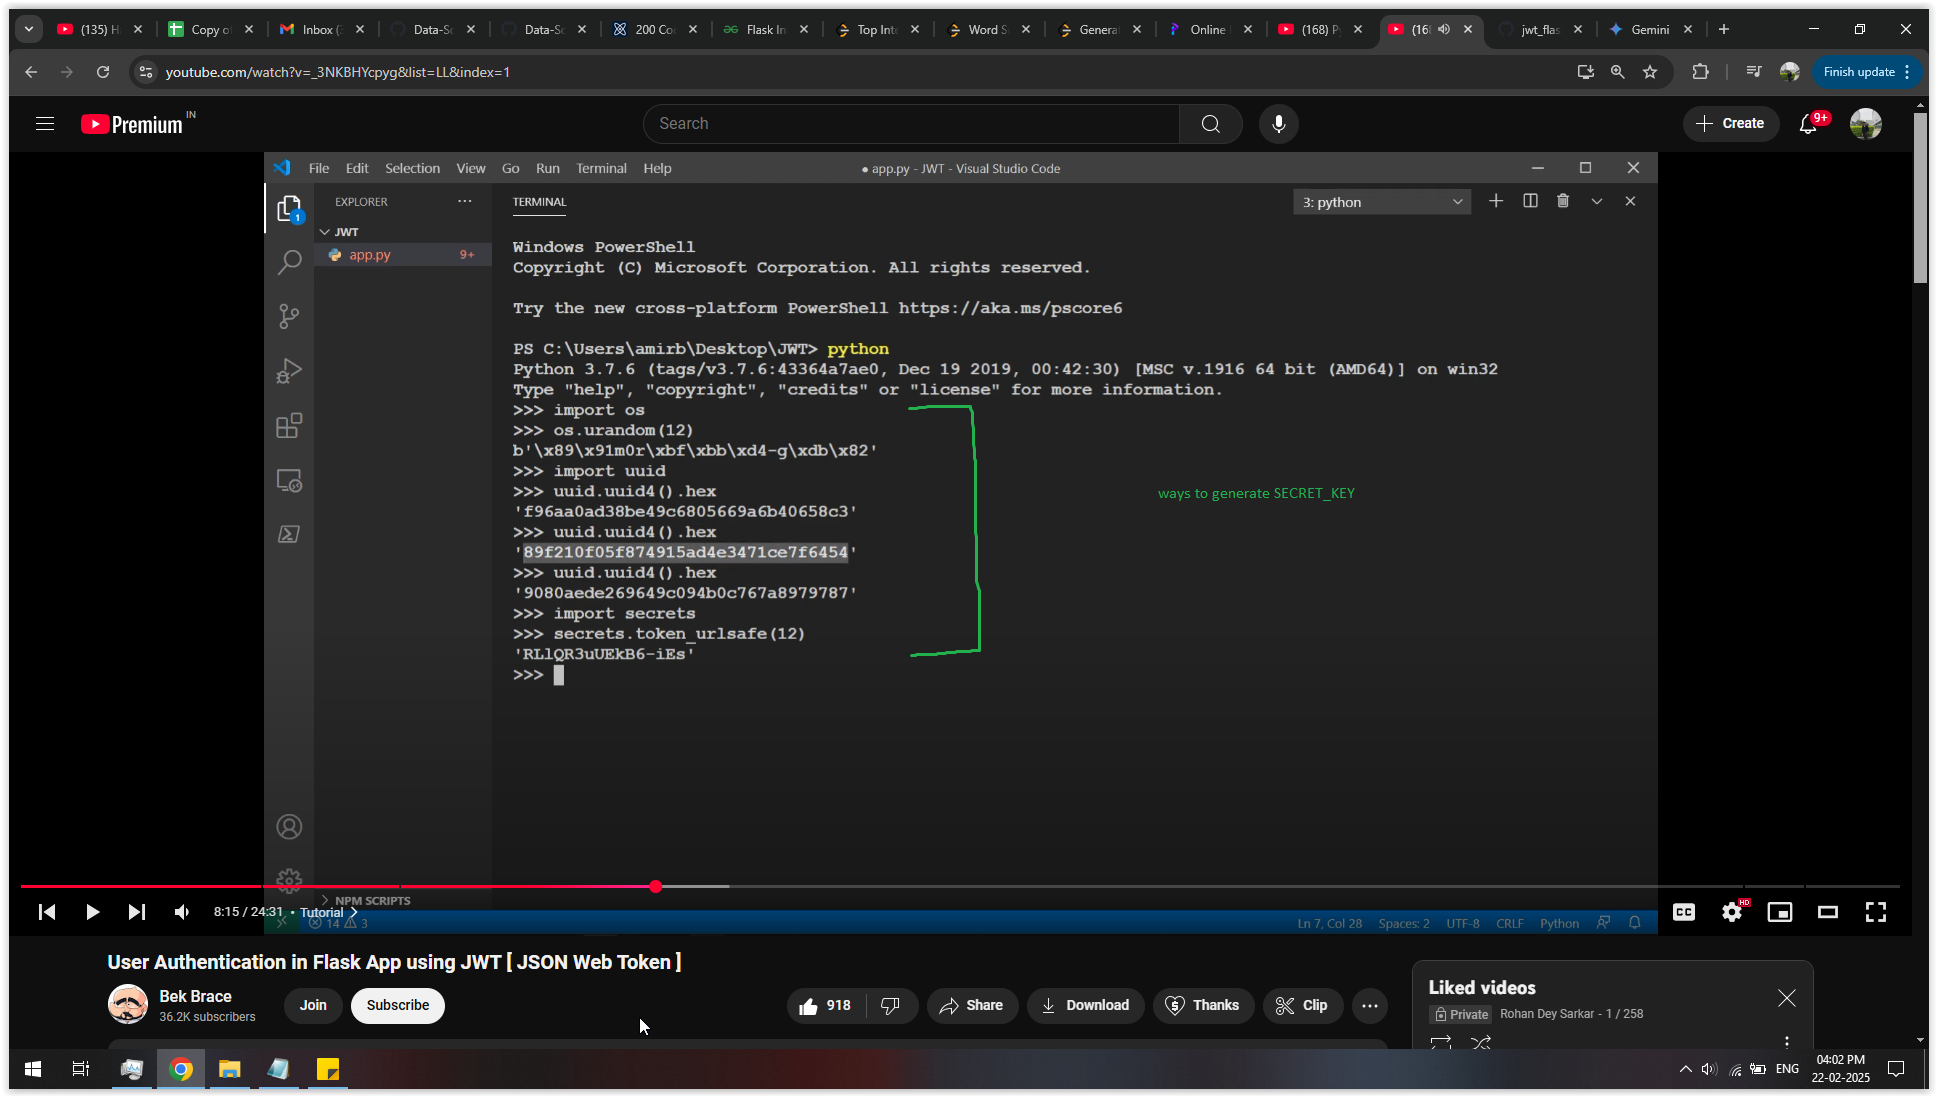 (135) H
Copy o
Inbox (
Data-Sc
Data-Sc
200 Co
Flask In
Top Int
Word S
Genera
Online
(168) P
(168
jwt_flas
Gemini
youtube.com/watch?v=_3NKBHYcpyg&list=LL&index=1
Finish update
Premium IN
Search
Create
9+
File Edit Selection View Go Run Terminal Help
● app.py - JWT - Visual Studio Code
EXPLORER
TERMINAL
3: python
1
JWT
app.py 9+
Windows PowerShell
Copyright (C) Microsoft Corporation. All rights reserved.
Try the new cross-platform PowerShell https://aka.ms/pscore6
PS C:\Users\amirb\Desktop\JWT> python
Python 3.7.6 (tags/v3.7.6:43364a7ae0, Dec 19 2019, 00:42:30) [MSC v.1916 64 bit (AMD64)] on win32
Type "help", "copyright", "credits" or "license" for more information.
>>> import os
>>> os.urandom(12)
b'\x89\x91m0r\xbf\xbb\xd4-g\xdb\x82'
>>> import uuid
>>> uuid.uuid4().hex
'f96aa0ad38be49c6805669a6b40658c3'
>>> uuid.uuid4().hex
'89f210f05f874915ad4e3471ce7f6454'
>>> uuid.uuid4().hex
'9080aede269649c094b0c767a8979787'
>>> import secrets
>>> secrets.token_urlsafe(12)
'RLlQR3uUEkB6-iEs'
>>>
ways to generate SECRET_KEY
NPM SCRIPTS
8:15 / 24:31 • Tutorial
HD
14 3
Ln 7, Col 28 Spaces: 2 UTF-8 CRLF Python
User Authentication in Flask App using JWT [ JSON Web Token ]
Bek Brace
36.2K subscribers
Join
Subscribe
918
Share
Download
Thanks
Clip
Liked videos
Private Rohan Dey Sarkar - 1 / 258
ENG
04:02 PM
22-02-2025